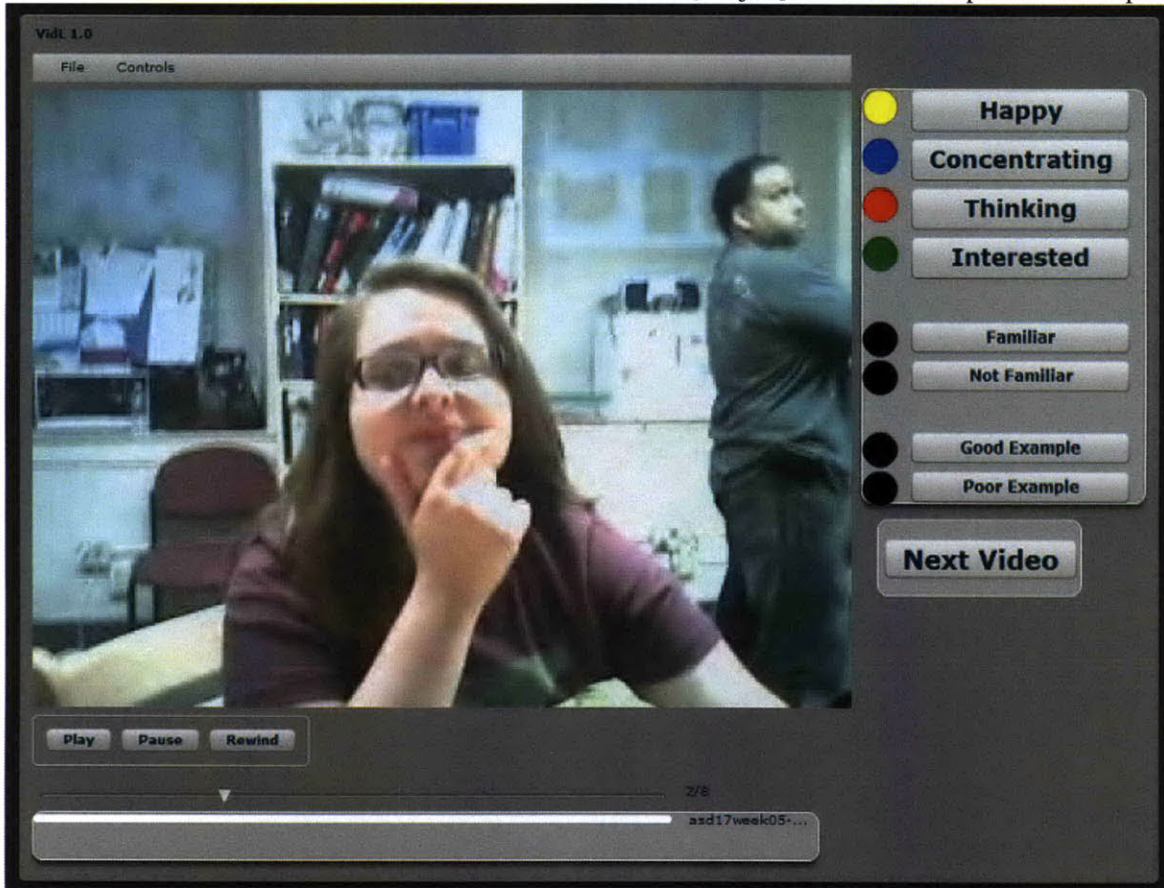 VidL 1.0
File Controls
Happy
Concentrating
Thinking
Interested
Familiar
Not Familiar
Good Example
Poor Example
Next Video
Play Pause Rewind
2/8
asd17week05-...